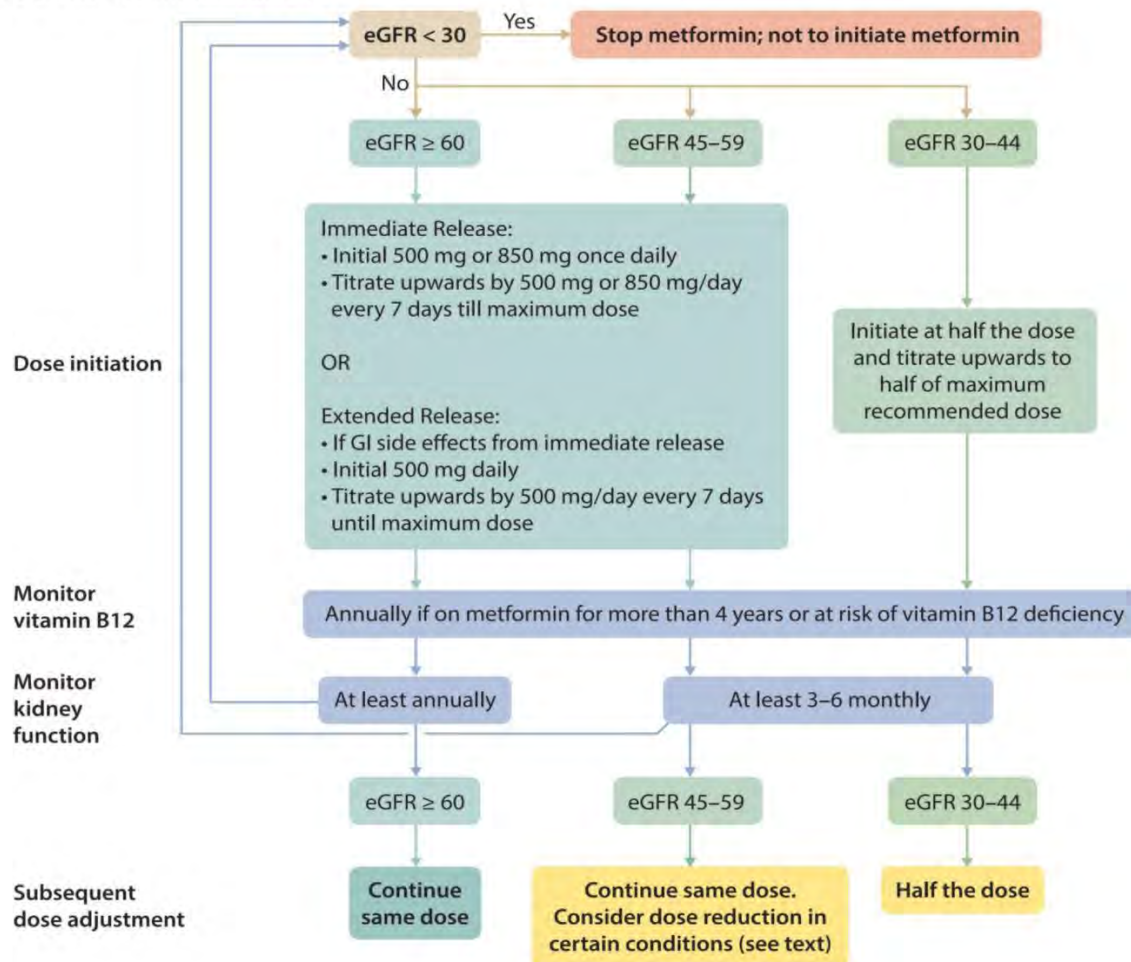 eGFR < 30
Yes
Stop metformin; not to initiate metformin
No
eGFR ≥ 60
eGFR 45–59
eGFR 30–44
Dose initiation
Immediate Release:
• Initial 500 mg or 850 mg once daily
• Titrate upwards by 500 mg or 850 mg/day
every 7 days till maximum dose
OR
Extended Release:
• If GI side effects from immediate release
• Initial 500 mg daily
• Titrate upwards by 500 mg/day every 7 days
until maximum dose
Initiate at half the dose
and titrate upwards to
half of maximum
recommended dose
Monitor
vitamin B12
Annually if on metformin for more than 4 years or at risk of vitamin B12 deficiency
Monitor
kidney
function
At least annually
At least 3–6 monthly
eGFR ≥ 60
eGFR 45–59
eGFR 30–44
Subsequent
dose adjustment
Continue
same dose
Continue same dose.
Consider dose reduction in
certain conditions (see text)
Half the dose